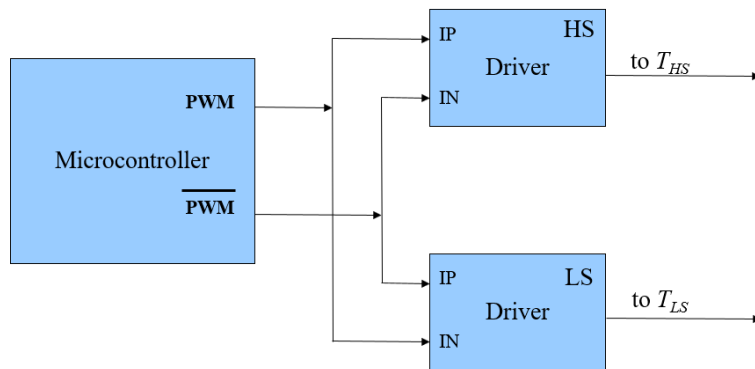 HS
IP
Driver
to T_HS
PWM
IN
Microcontroller
PWM
LS
IP
to T_LS
Driver
IN